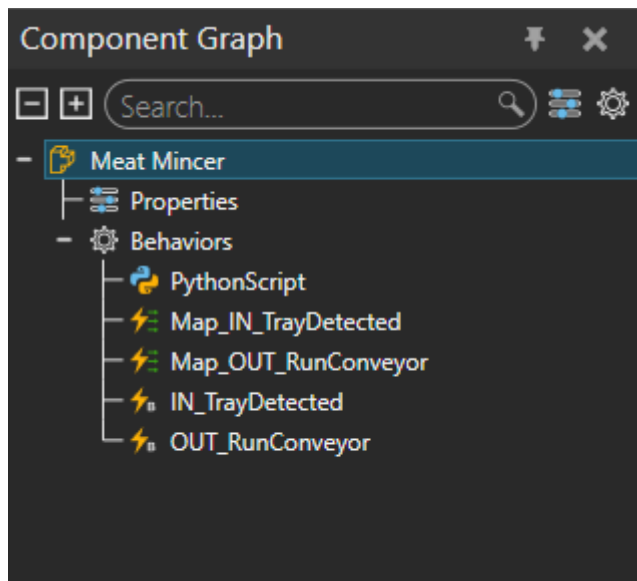 Component Graph
Search...
Meat Mincer
Properties
Behaviors
PythonScript
Map_IN_TrayDetected
Map_OUT_RunConveyor
IN_TrayDetected
OUT_RunConveyor